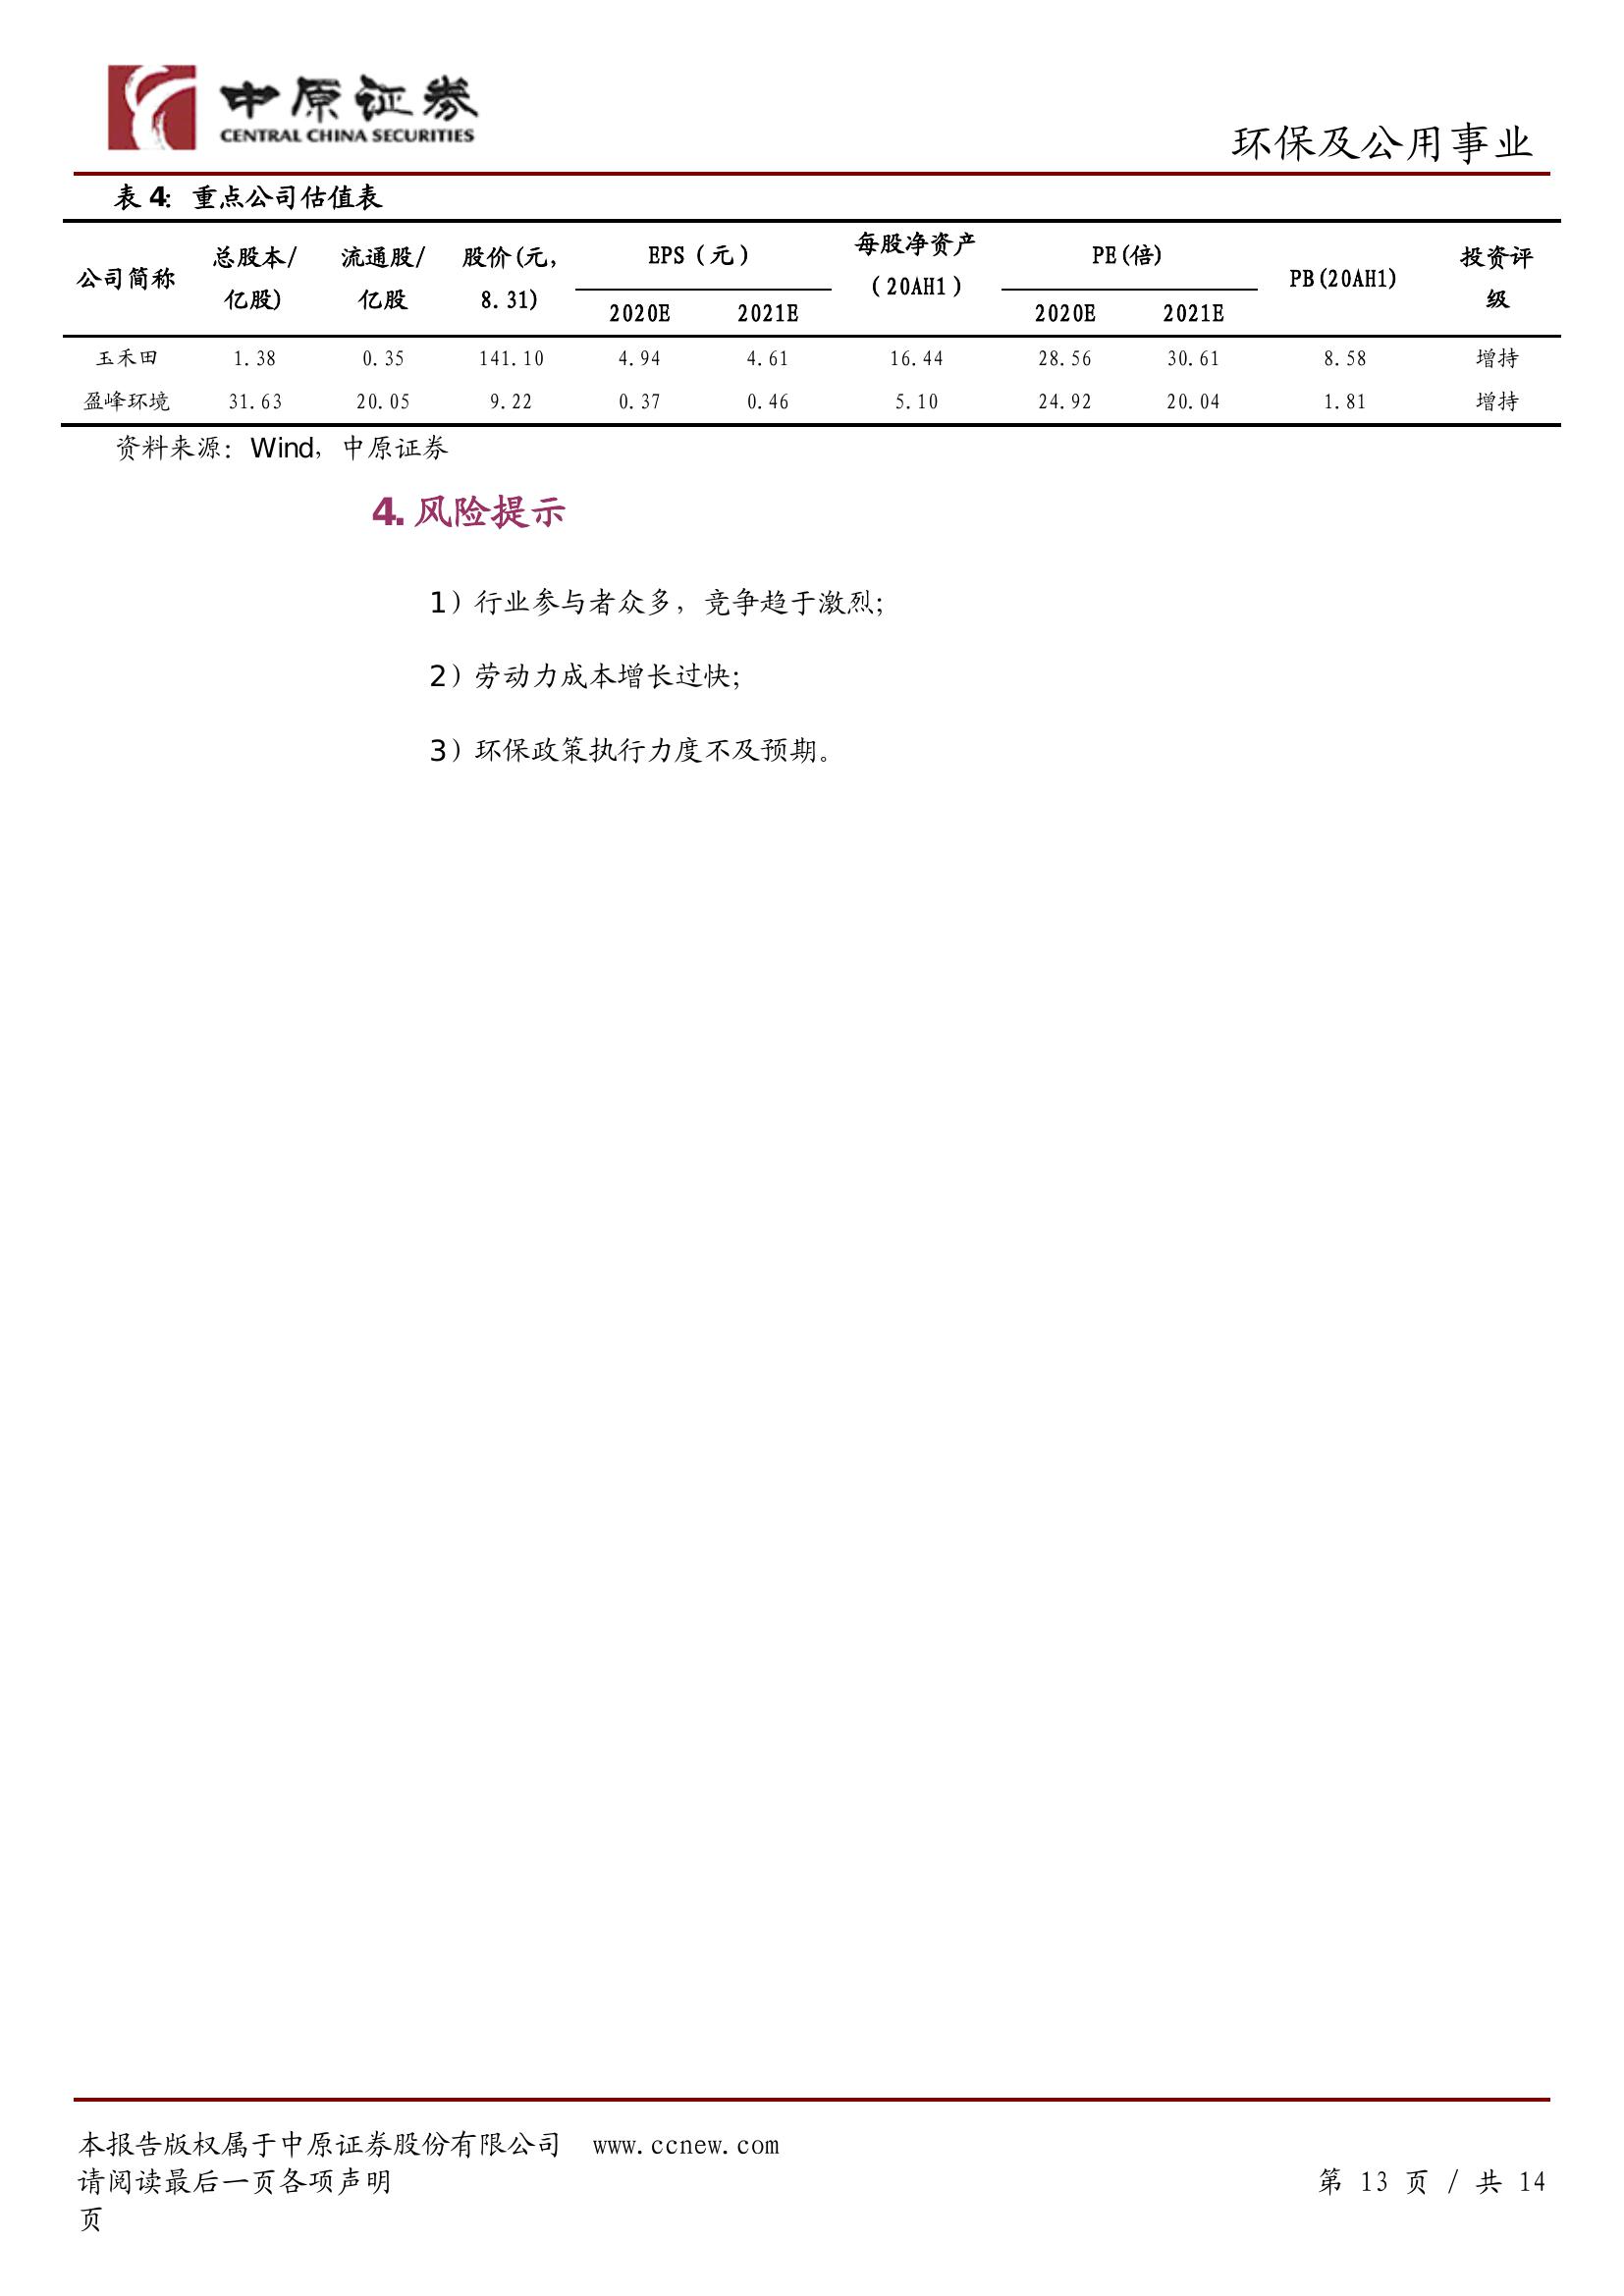 中原证券
CENTRAL CHINA SECURITIES
环保及公用事业
表 4: 重点公司估值表
公司简称 总股本/亿股) 流通股/亿股 股价(元,8.31) EPS（元） 每股净资产（20AH1） PE(倍) PB(20AH1) 投资评级
2020E 2021E 2020E 2021E
玉禾田 1.38 0.35 141.10 4.94 4.61 16.44 28.56 30.61 8.58 增持
盈峰环境 31.63 20.05 9.22 0.37 0.46 5.10 24.92 20.04 1.81 增持
资料来源：Wind，中原证券
4. 风险提示
1）行业参与者众多，竞争趋于激烈；
2）劳动力成本增长过快；
3）环保政策执行力度不及预期。
本报告版权属于中原证券股份有限公司 www.ccnew.com
请阅读最后一页各项声明 第 13 页 / 共 14
页